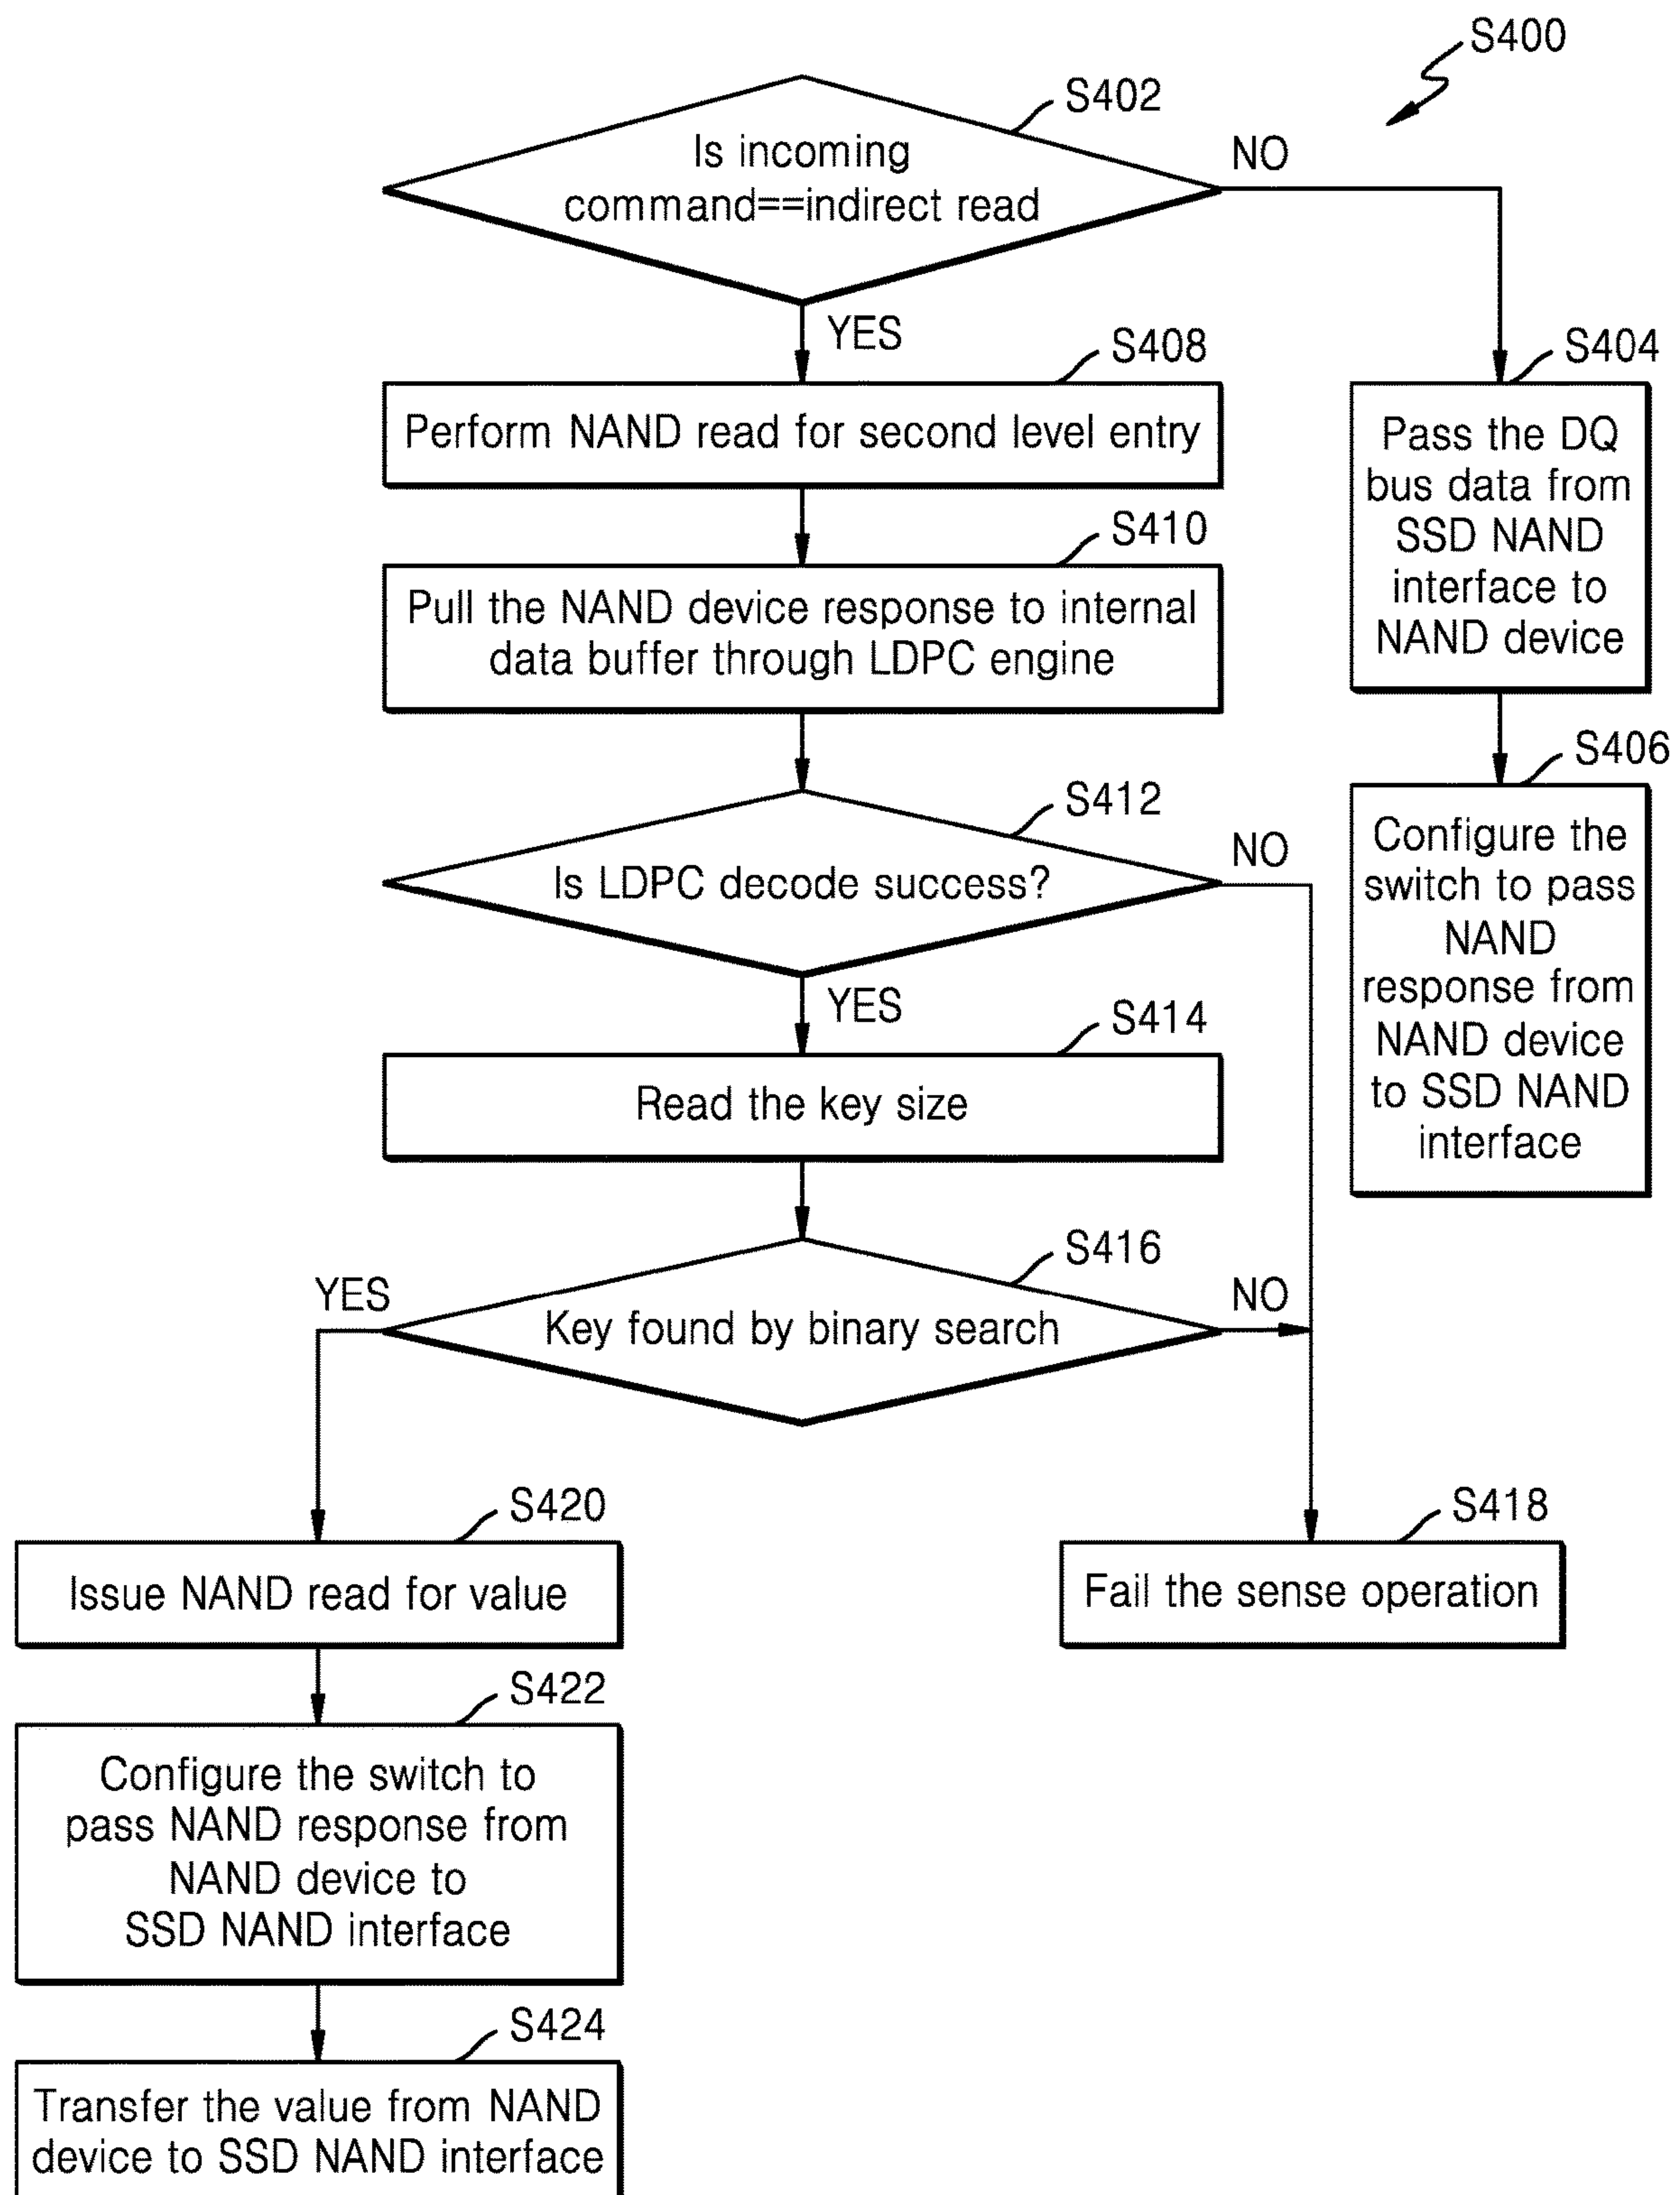 S400
S402
Is incoming
command==indirect read
NO
YES
S408
Perform NAND read for second level entry
S404
Pass the DQ
bus data from
SSD NAND
interface to
NAND device
S410
Pull the NAND device response to internal
data buffer through LDPC engine
S406
Configure the
switch to pass
NAND
response from
NAND device
to SSD NAND
interface
S412
Is LDPC decode success?
NO
YES
S414
Read the key size
S416
Key found by binary search
YES
NO
S420
Issue NAND read for value
S418
Fail the sense operation
S422
Configure the switch to
pass NAND response from
NAND device to
SSD NAND interface
S424
Transfer the value from NAND
device to SSD NAND interface